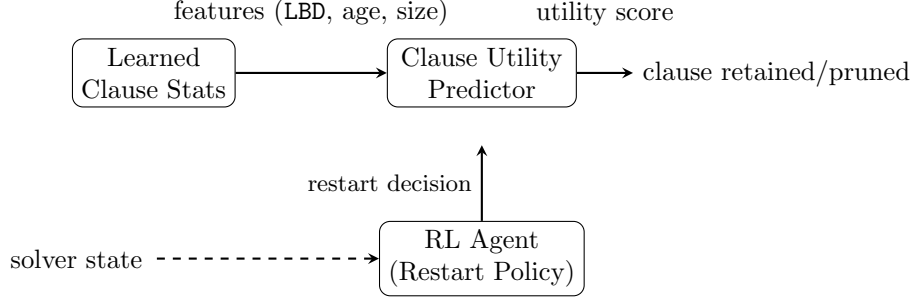 features (LBD, age, size)
utility score
Learned
Clause Stats
Clause Utility
Predictor
clause retained/pruned
restart decision
RL Agent
(Restart Policy)
solver state